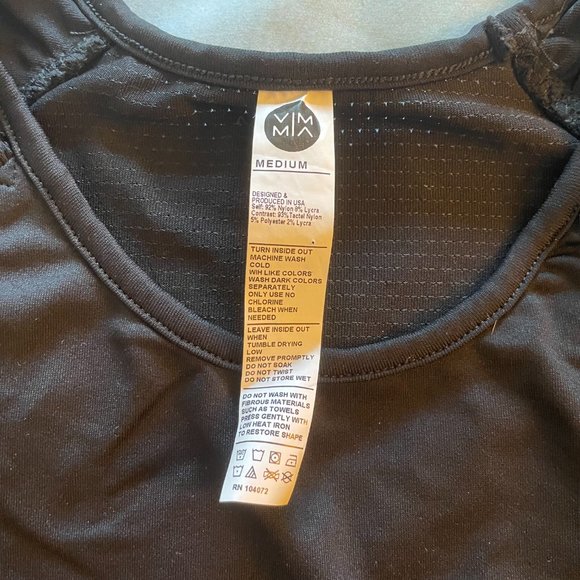 VIM
MIA
MEDIUM
DESIGNED &
PRODUCED IN USA
Self: 92% Nylon 8% Lycra
Contrast: 93% Tactel Nylon
5% Polyester 2% Lycra
TURN INSIDE OUT
MACHINE WASH
COLD
WIH LIKE COLORS
WASH DARK COLORS
SEPARATELY
ONLY USE NO
CHLORINE
BLEACH WHEN
NEEDED
LEAVE INSIDE OUT
WHEN
TUMBLE DRYING
LOW
REMOVE PROMPTLY
DO NOT SOAK
DO NOT TWIST
DO NOT STORE WET
DO NOT WASH WITH
FIBROUS MATERIALS
SUCH AS TOWELS
PRESS GENTLY WITH
LOW HEAT IRON
TO RESTORE SHAPE
RN 104072